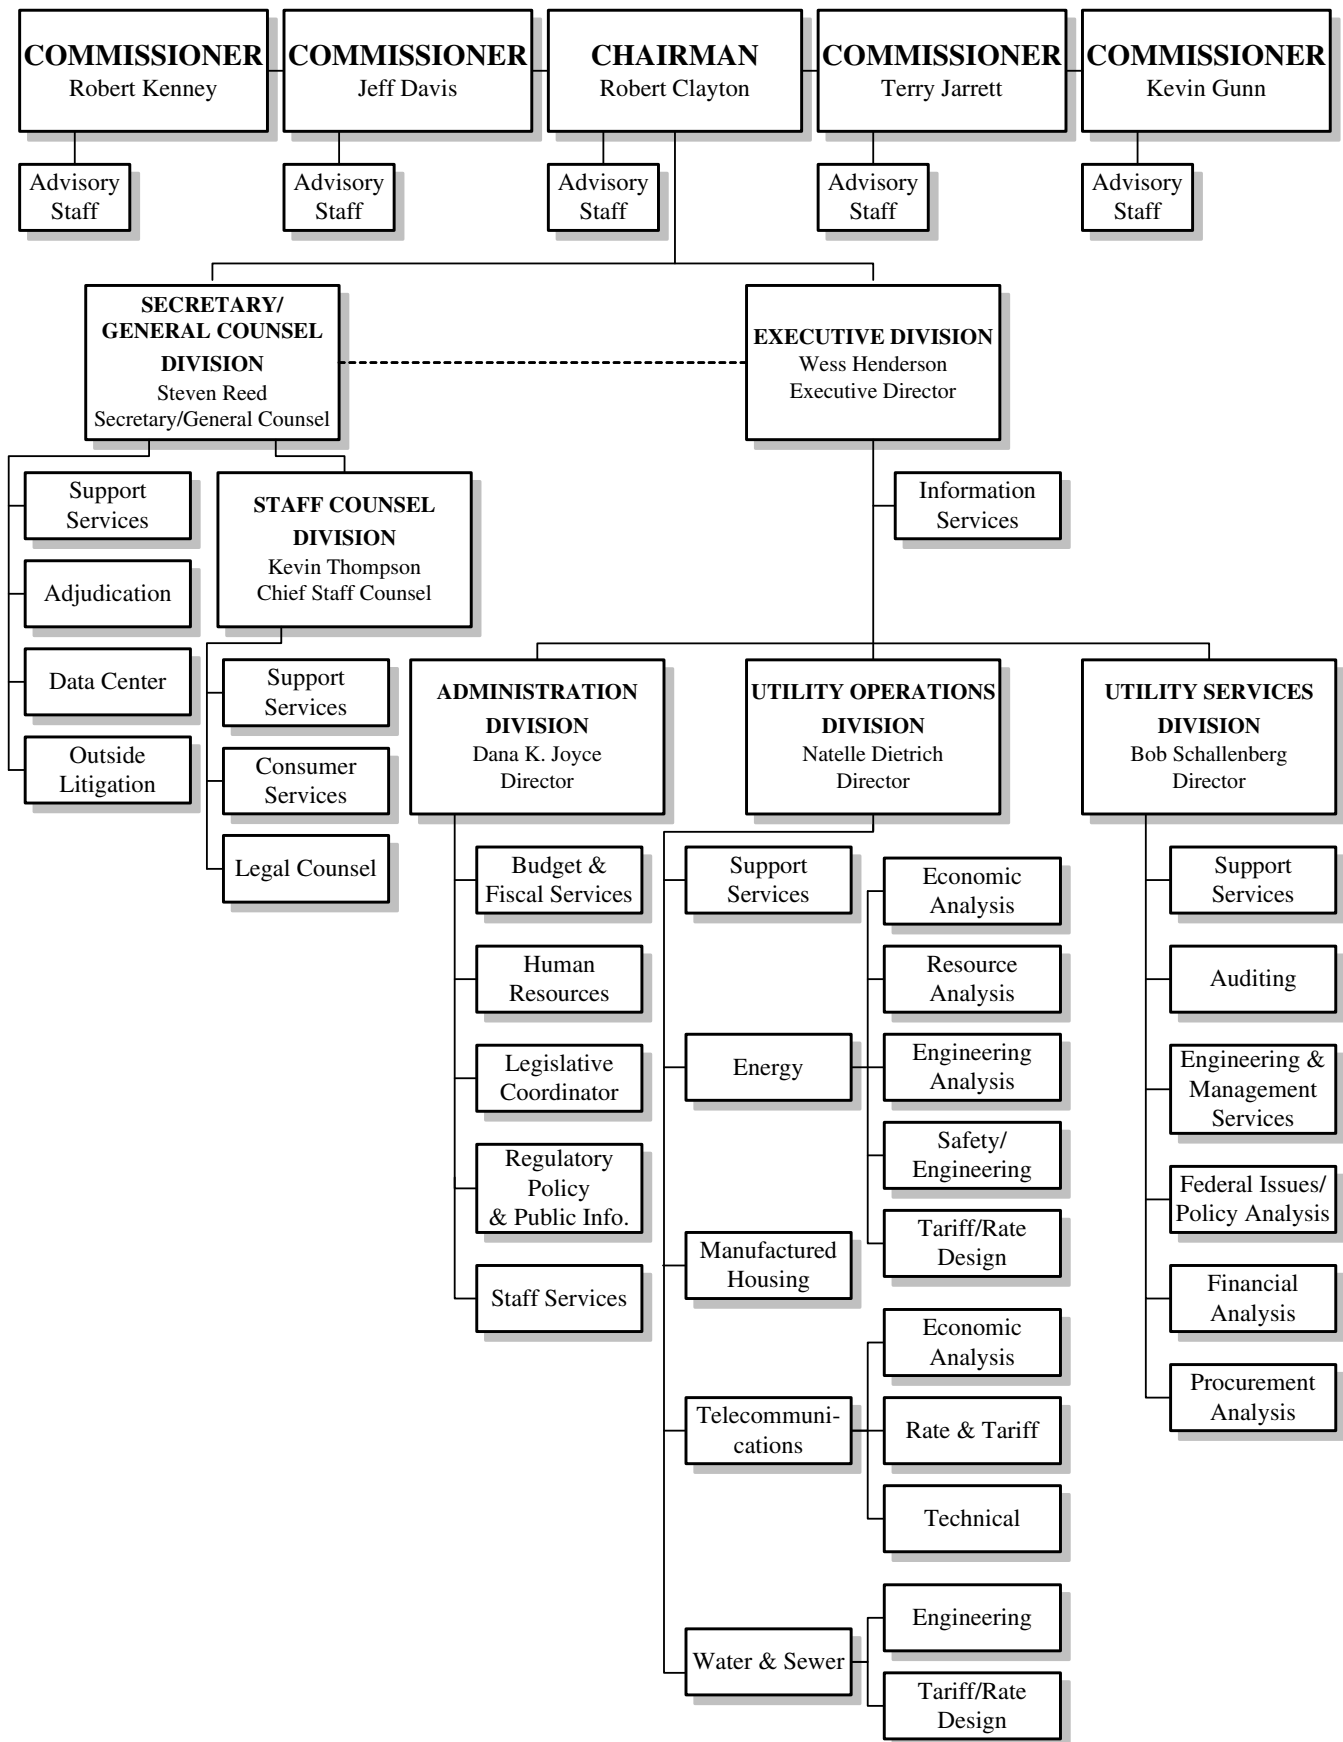 COMMISSIONER
Robert Kenney
COMMISSIONER
Jeff Davis
CHAIRMAN
Robert Clayton
COMMISSIONER
Terry Jarrett
COMMISSIONER
Kevin Gunn
Advisory
Staff
Advisory
Staff
Advisory
Staff
Advisory
Staff
Advisory
Staff
SECRETARY/
GENERAL COUNSEL
DIVISION
Steven Reed
Secretary/General Counsel
EXECUTIVE DIVISION
Wess Henderson
Executive Director
Support
Services
Adjudication
Data Center
Outside
Litigation
STAFF COUNSEL
DIVISION
Kevin Thompson
Chief Staff Counsel
Support
Services
Consumer
Services
Legal Counsel
Information
Services
ADMINISTRATION
DIVISION
Dana K. Joyce
Director
Budget &
Fiscal Services
Human
Resources
Legislative
Coordinator
Regulatory
Policy
& Public Info.
Staff Services
UTILITY OPERATIONS
DIVISION
Natelle Dietrich
Director
Support
Services
Energy
Economic
Analysis
Resource
Analysis
Engineering
Analysis
Safety/
Engineering
Tariff/Rate
Design
Manufactured
Housing
Telecommuni-
cations
Economic
Analysis
Rate & Tariff
Technical
Water & Sewer
Engineering
Tariff/Rate
Design
UTILITY SERVICES
DIVISION
Bob Schallenberg
Director
Support
Services
Auditing
Engineering &
Management
Services
Federal Issues/
Policy Analysis
Financial
Analysis
Procurement
Analysis